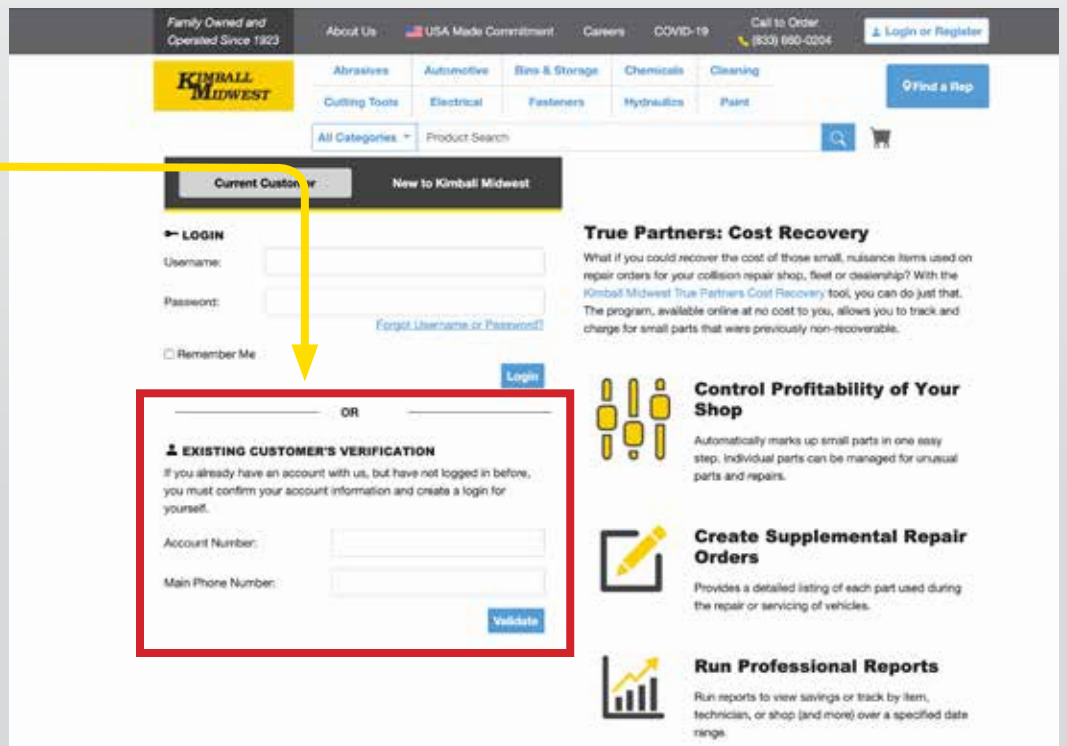 Family Owned and
Operated Since 1923
About Us
USA Made Commitment
Careers
COVID-19
Call to Order
(833) 660-0204
Login or Register
KIMBALL
MIDWEST
Abrasives
Automotive
Bins & Storage
Chemicals
Cleaning
Cutting Tools
Electrical
Fasteners
Hydraulics
Paint
Find a Rep
All Categories
Product Search
Current Customer
New to Kimball Midwest
LOGIN
Username:
Password:
Forgot Username or Password?
Remember Me
Login
OR
EXISTING CUSTOMER'S VERIFICATION
If you already have an account with us, but have not logged in before,
you must confirm your account information and create a login for
yourself.
Account Number:
Main Phone Number:
Validate
True Partners: Cost Recovery
What if you could recover the cost of those small, nuisance items used on
repair orders for your collision repair shop, fleet or dealership? With the
Kimball Midwest True Partners Cost Recovery tool, you can do just that.
The program, available online at no cost to you, allows you to track and
charge for small parts that were previously non-recoverable.
Control Profitability of Your
Shop
Automatically marks up small parts in one easy
step. Individual parts can be managed for unusual
parts and repairs.
Create Supplemental Repair
Orders
Provides a detailed listing of each part used during
the repair or servicing of vehicles.
Run Professional Reports
Run reports to view savings or track by item,
technician, or shop (and more) over a specified date
range.